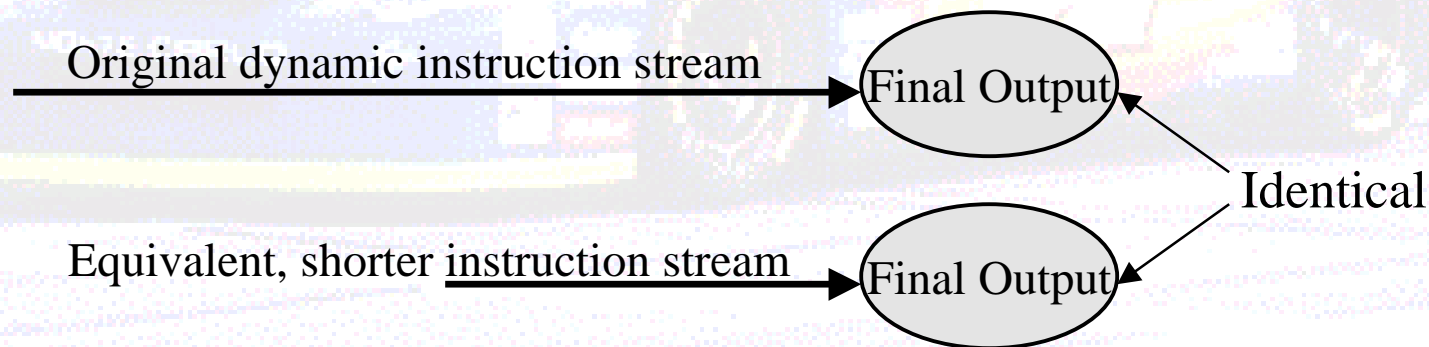 Original dynamic instruction stream
Final Output
Identical
Equivalent, shorter instruction stream
Final Output